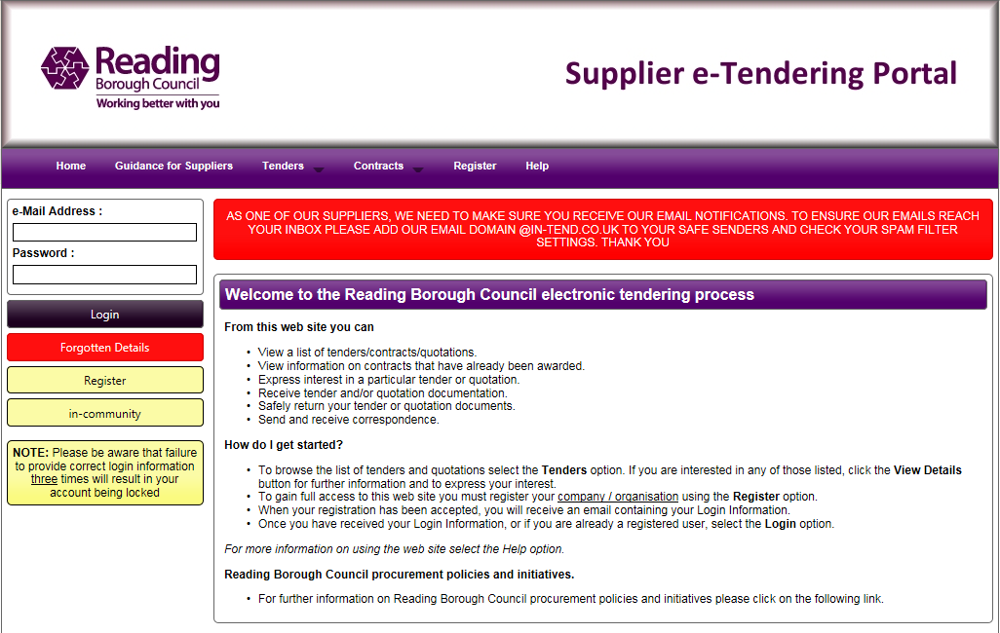 Reading
Borough Council
Working better with you
Supplier e-Tendering Portal
Home Guidance for Suppliers Tenders Contracts Register Help
e-Mail Address :
Password :
Login
Forgotten Details
Register
in-community
NOTE: Please be aware that failure
to provide correct login information
three times will result in your
account being locked
AS ONE OF OUR SUPPLIERS, WE NEED TO MAKE SURE YOU RECEIVE OUR EMAIL NOTIFICATIONS. TO ENSURE OUR EMAILS REACH
YOUR INBOX PLEASE ADD OUR EMAIL DOMAIN @IN-TEND.CO.UK TO YOUR SAFE SENDERS AND CHECK YOUR SPAM FILTER
SETTINGS. THANK YOU
Welcome to the Reading Borough Council electronic tendering process
From this web site you can
• View a list of tenders/contracts/quotations.
• View information on contracts that have already been awarded.
• Express interest in a particular tender or quotation.
• Receive tender and/or quotation documentation.
• Safely return your tender or quotation documents.
• Send and receive correspondence.
How do I get started?
• To browse the list of tenders and quotations select the Tenders option. If you are interested in any of those listed, click the View Details
button for further information and to express your interest.
• To gain full access to this web site you must register your company / organisation using the Register option.
• When your registration has been accepted, you will receive an email containing your Login Information.
• Once you have received your Login Information, or if you are already a registered user, select the Login option.
For more information on using the web site select the Help option.
Reading Borough Council procurement policies and initiatives.
• For further information on Reading Borough Council procurement policies and initiatives please click on the following link.